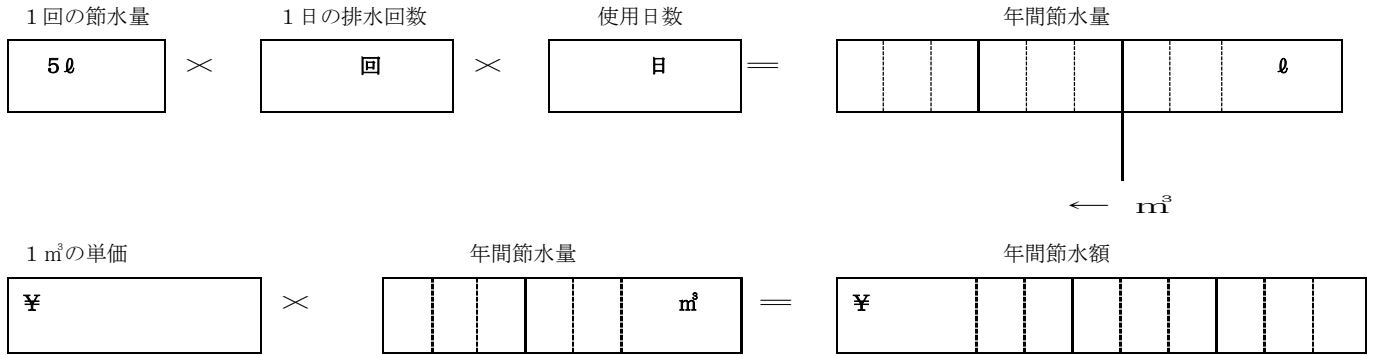 1回の節水量 1日の排水回数 使用日数 年間節水量
5ℓ × 回 × 日 = ℓ
← ㎥
1㎥の単価 年間節水量 年間節水額
¥ × ㎥ = ¥